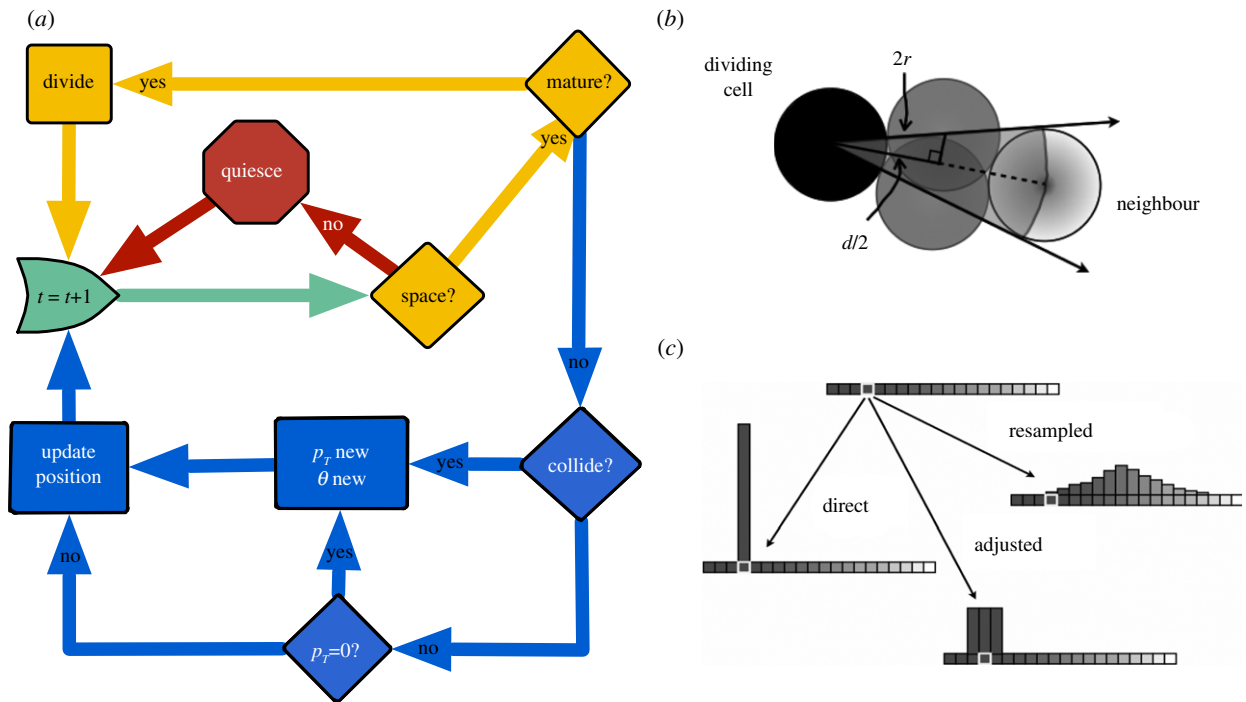 (a)
divide
yes
mature?
yes
quiesce
no
t = t+1
space?
no
update
position
p_T new
θ new
yes
collide?
no
yes
p_T=0?
no
(b)
dividing
cell
2r
neighbour
d/2
(c)
resampled
direct
adjusted